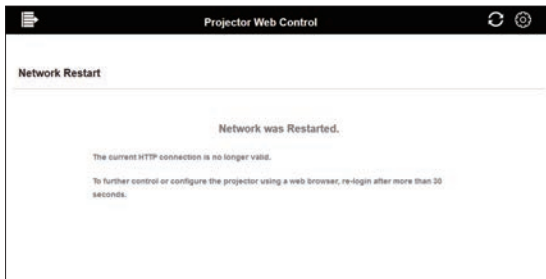 Projector Web Control
Network Restart
Network was Restarted.
The current HTTP connection is no longer valid.
To further control or configure the projector using a web browser, re-login after more than 30
seconds.